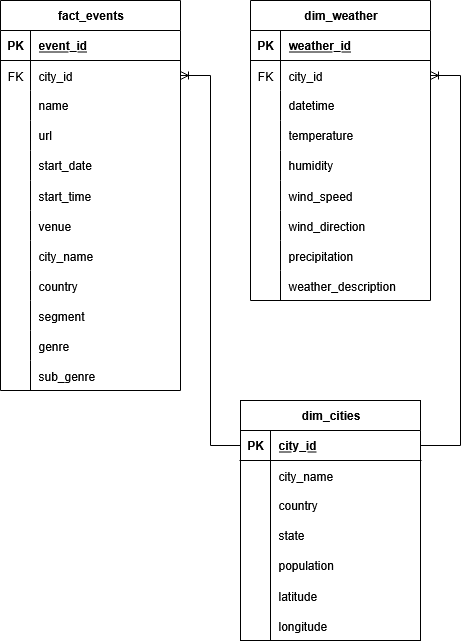 fact_events
PK event_id
FK city_id
name
url
start_date
start_time
venue
city_name
country
segment
genre
sub_genre
dim_weather
PK weather_id
FK city_id
datetime
temperature
humidity
wind_speed
wind_direction
precipitation
weather_description
dim_cities
PK city_id
city_name
country
state
population
latitude
longitude